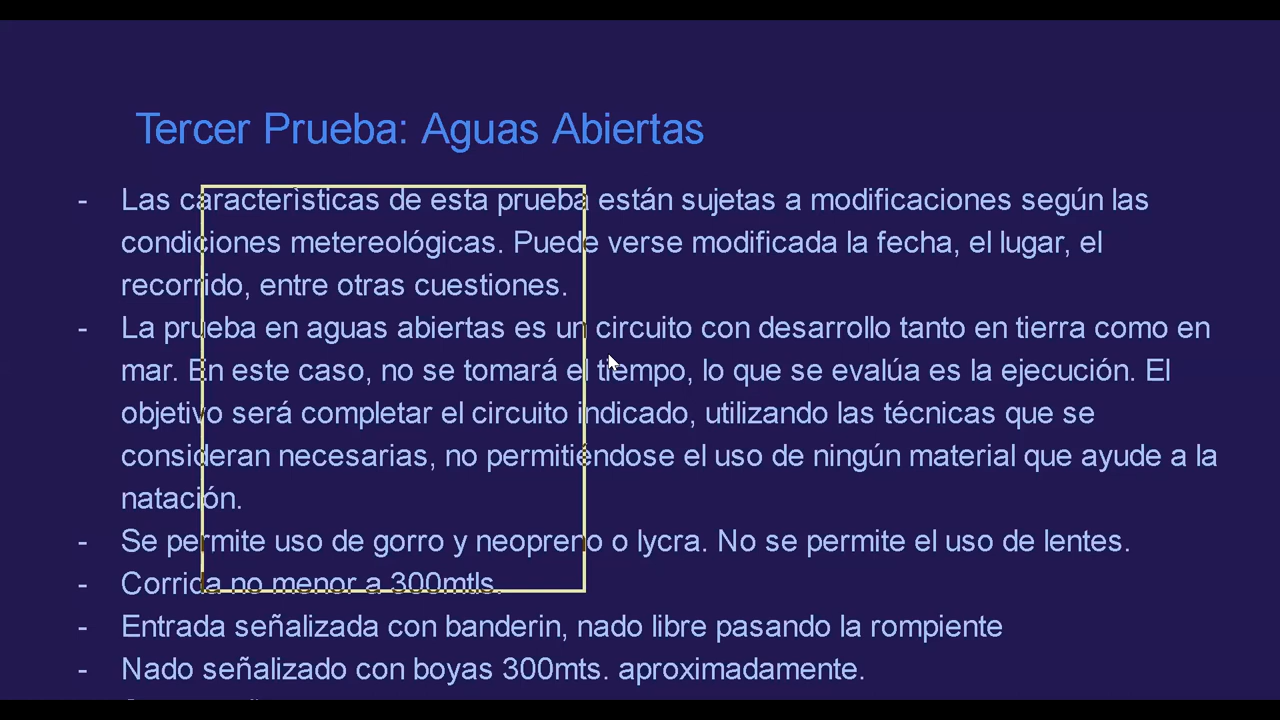 Tercer Prueba: Aguas Abiertas
- Las caracterìsticas de esta prueba están sujetas a modificaciones según las
condiciones metereológicas. Puede verse modificada la fecha, el lugar, el
recorrido, entre otras cuestiones.
- La prueba en aguas abiertas es un circuito con desarrollo tanto en tierra como en
mar. En este caso, no se tomará el tiempo, lo que se evalúa es la ejecución. El
objetivo será completar el circuito indicado, utilizando las técnicas que se
consideran necesarias, no permitiéndose el uso de ningún material que ayude a la
natación.
- Se permite uso de gorro y neopreno o lycra. No se permite el uso de lentes.
- Corrida no menor a 300mtls.
- Entrada señalizada con banderin, nado libre pasando la rompiente
- Nado señalizado con boyas 300mts. aproximadamente.